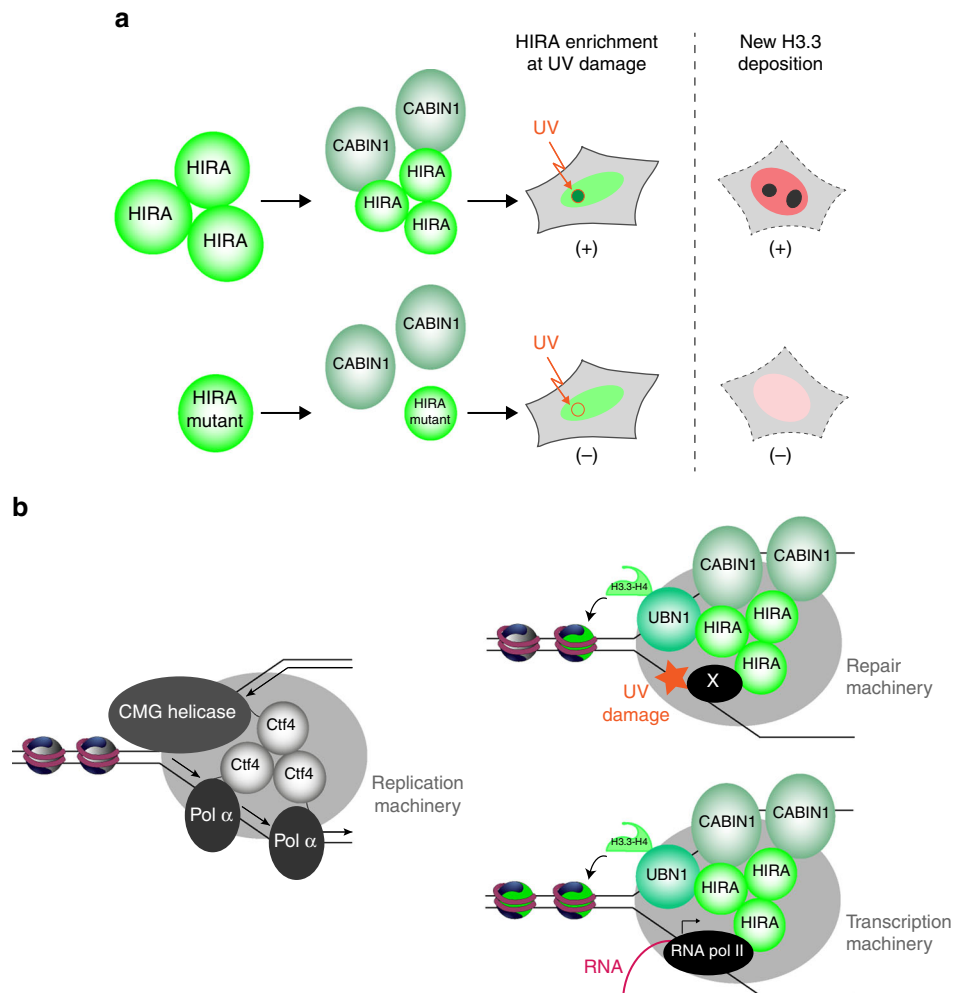 a
HIRA enrichment
at UV damage
New H3.3
deposition
HIRA
HIRA
HIRA
CABIN1
CABIN1
HIRA
HIRA
HIRA
UV
(+)
(+)
HIRA
mutant
CABIN1
CABIN1
HIRA
mutant
UV
(–)
(–)
b
CMG helicase
Ctf4
Ctf4
Ctf4
Pol α
Pol α
Replication
machinery
CABIN1
CABIN1
H3.3-H4
UBN1
HIRA
HIRA
HIRA
X
UV
damage
Repair
machinery
CABIN1
CABIN1
H3.3-H4
UBN1
HIRA
HIRA
HIRA
RNA pol II
RNA
Transcription
machinery